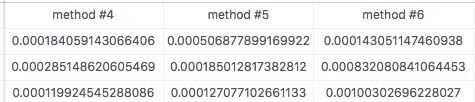 method #4 method #5 method #6
0.000184059143066406 0.000506877899169922 0.000143051147460938
0.000285148620605469 0.000185012817382812 0.000832080841064453
0.000119924545288086 0.000127077102661133 0.00100302696228027